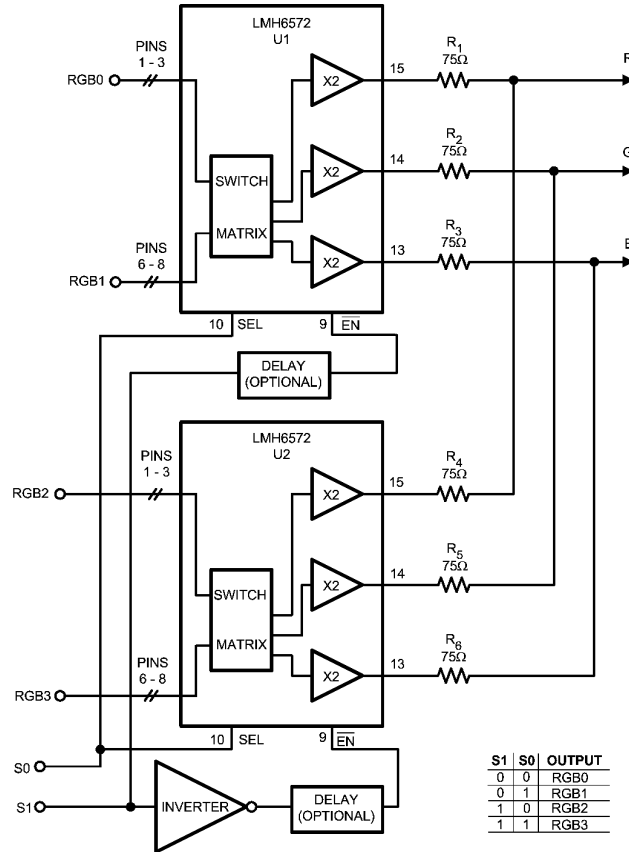 LMH6572
U1
PINS
1 - 3
RGB0
X2
15
R1
75Ω
R
SWITCH
MATRIX
X2
14
R2
75Ω
G
PINS
6 - 8
RGB1
X2
13
R3
75Ω
10
SEL
9
EN
DELAY
(OPTIONAL)
LMH6572
U2
PINS
1 - 3
RGB2
X2
15
R4
75Ω
SWITCH
MATRIX
X2
14
R5
75Ω
PINS
6 - 8
RGB3
X2
13
R6
75Ω
10
SEL
9
EN
S0
S1
INVERTER
DELAY
(OPTIONAL)
S1 S0 OUTPUT
0 0 RGB0
0 1 RGB1
1 0 RGB2
1 1 RGB3